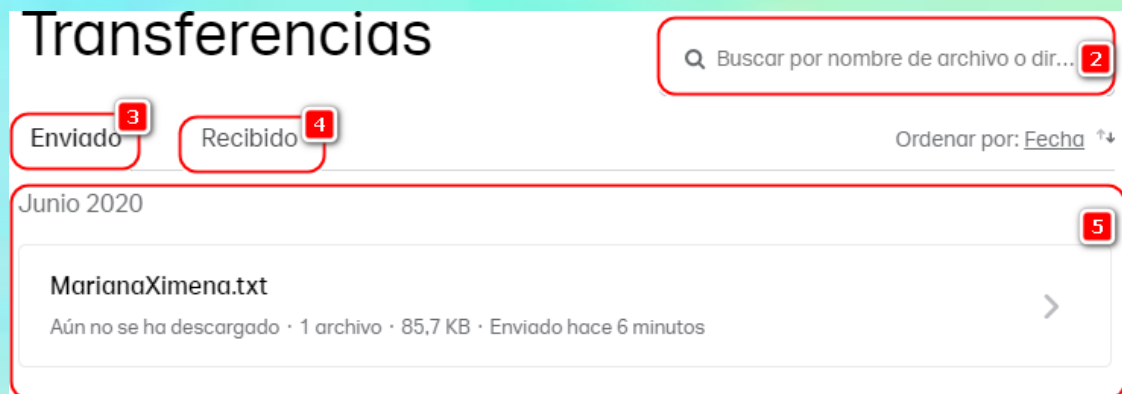 Transferencias
Buscar por nombre de archivo o dir... 2
3
4
Enviado
Recibido
Ordenar por: Fecha
Junio 2020
5
MarianaXimena.txt
Aún no se ha descargado · 1 archivo · 85,7 KB · Enviado hace 6 minutos